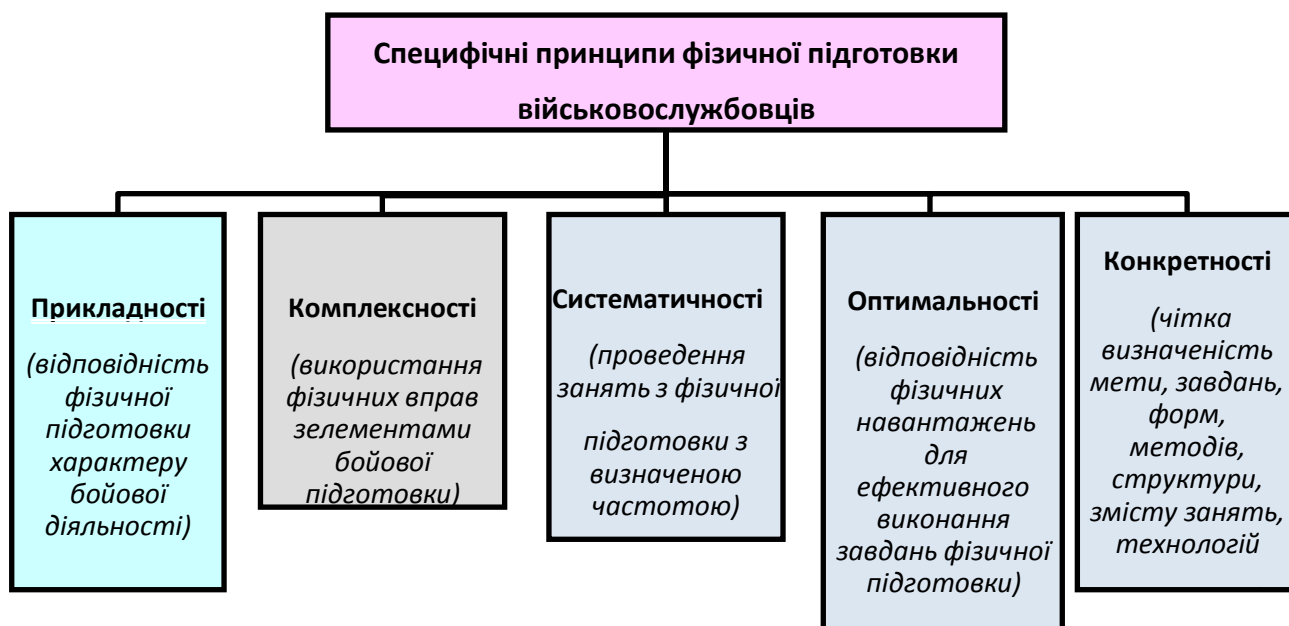 Специфічні принципи фізичної підготовки
військовослужбовців
Прикладності
(відповідність
фізичної
підготовки
характеру
бойової
діяльності)
Комплексності
(використання
фізичних вправ
зелементами
бойової
підготовки)
Систематичності
(проведення
занять з фізичної
підготовки з
визначеною
частотою)
Оптимальності
(відповідність
фізичних
навантажень
для
ефективного
виконання
завдань фізичної
підготовки)
Конкретності
(чітка
визначеність
мети, завдань,
форм,
методів,
структури,
змісту занять,
технологій